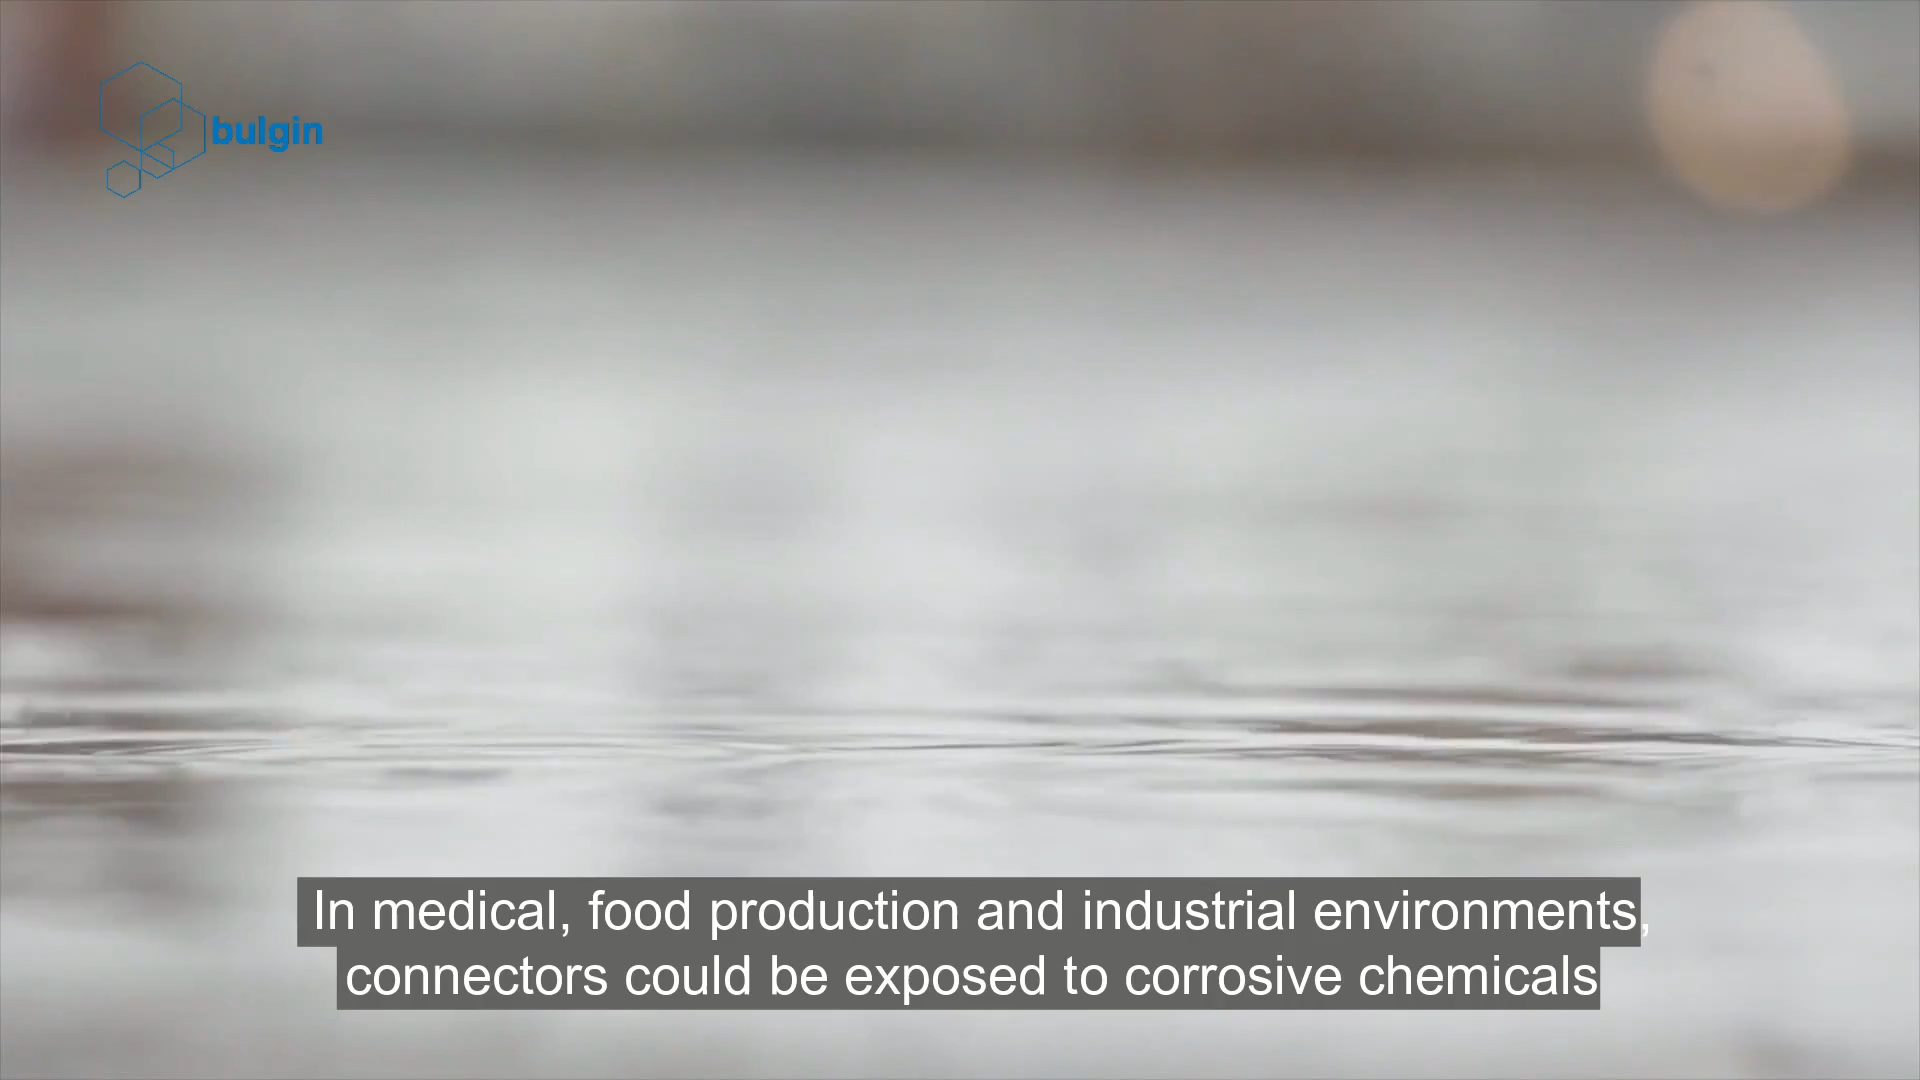 bulgin
In medical, food production and industrial environments,
connectors could be exposed to corrosive chemicals